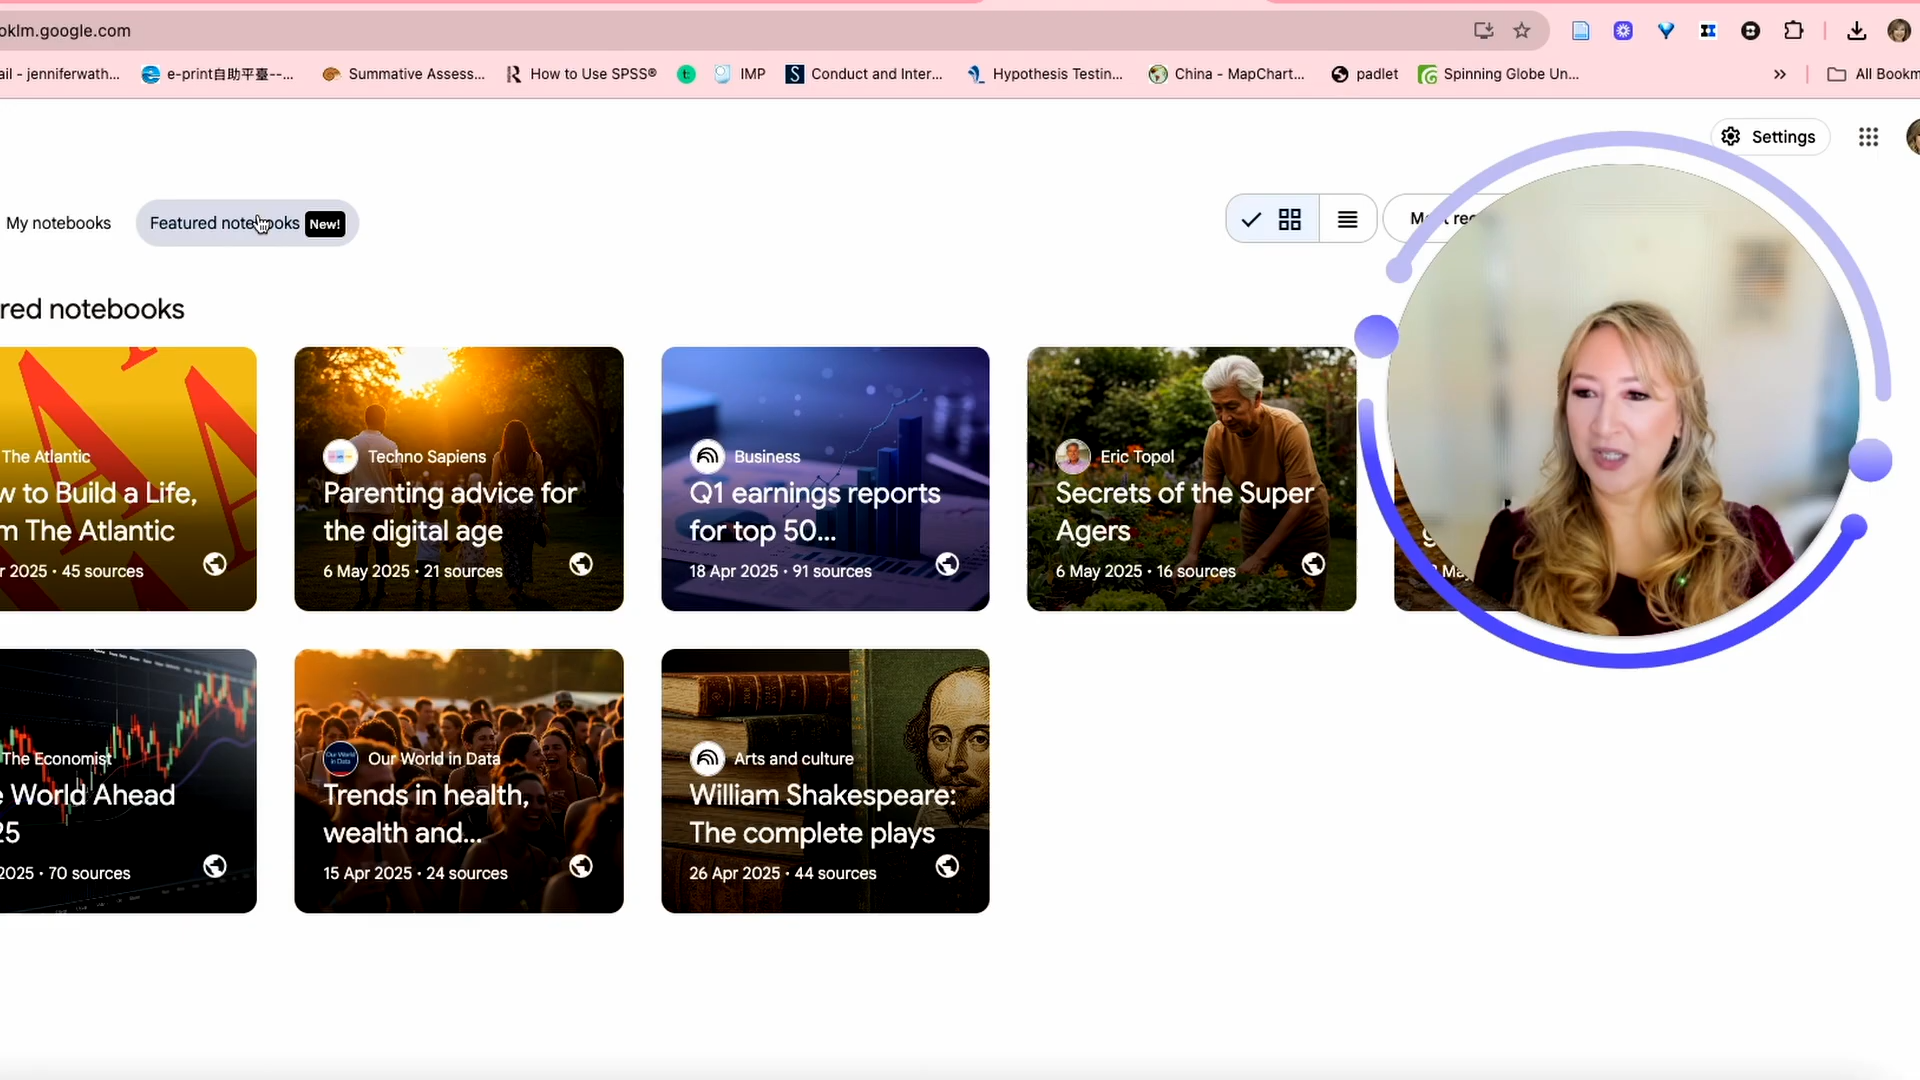 oklm.google.com
ail - jenniferwath...
e-print自助平臺--...
Summative Assess...
How to Use SPSS®
IMP
Conduct and Inter...
Hypothesis Testin...
China - MapChart...
padlet
Spinning Globe Un...
All Bookm
Settings
My notebooks
Featured notebooks New!
red notebooks
The Atlantic
w to Build a Life,
m The Atlantic
r 2025 · 45 sources
Techno Sapiens
Parenting advice for
the digital age
6 May 2025 · 21 sources
Business
Q1 earnings reports
for top 50...
18 Apr 2025 · 91 sources
Eric Topol
Secrets of the Super
Agers
6 May 2025 · 16 sources
The Economist
e World Ahead
25
2025 · 70 sources
Our World in Data
Trends in health,
wealth and...
15 Apr 2025 · 24 sources
Arts and culture
William Shakespeare:
The complete plays
26 Apr 2025 · 44 sources